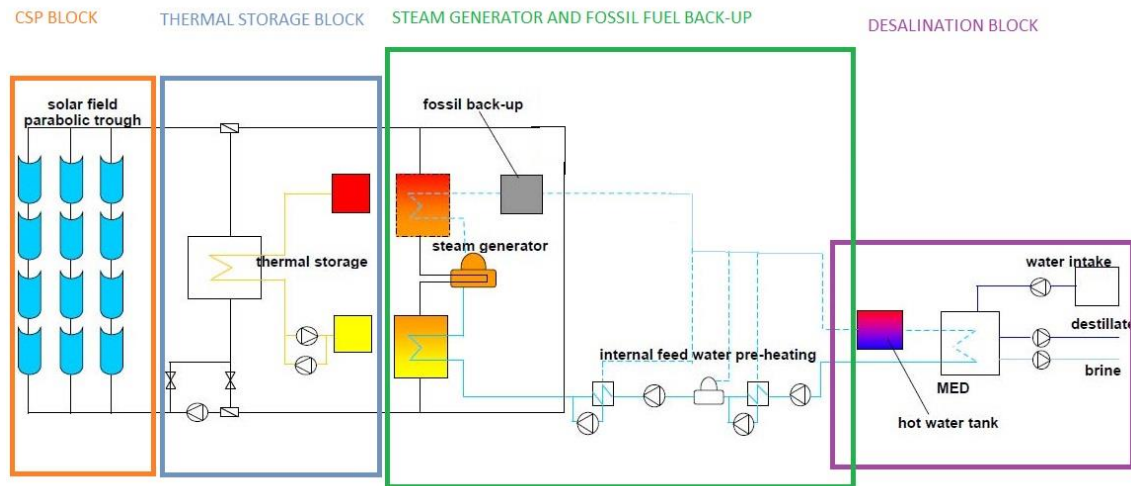 CSP BLOCK
THERMAL STORAGE BLOCK
STEAM GENERATOR AND FOSSIL FUEL BACK-UP
DESALINATION BLOCK
solar field
parabolic trough
fossil back-up
steam generator
thermal storage
water intake
destillate
internal feed water pre-heating
brine
MED
hot water tank